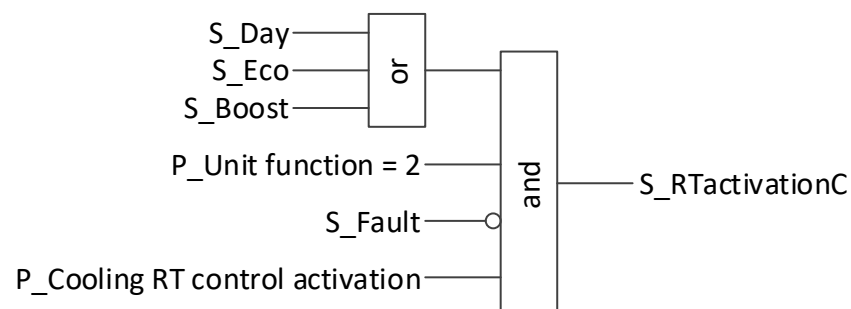 S_Day
S_Eco
S_Boost
or
P_Unit function = 2
S_Fault
P_Cooling RT control activation
and
S_RTactivationC